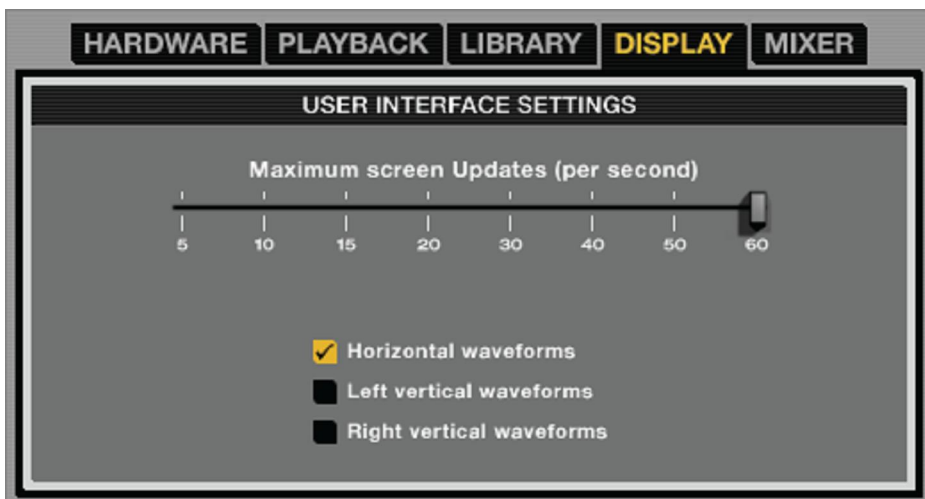 HARDWARE PLAYBACK LIBRARY DISPLAY MIXER
USER INTERFACE SETTINGS
Maximum screen Updates (per second)
5 10 15 20 30 40 50 60
Horizontal waveforms
Left vertical waveforms
Right vertical waveforms